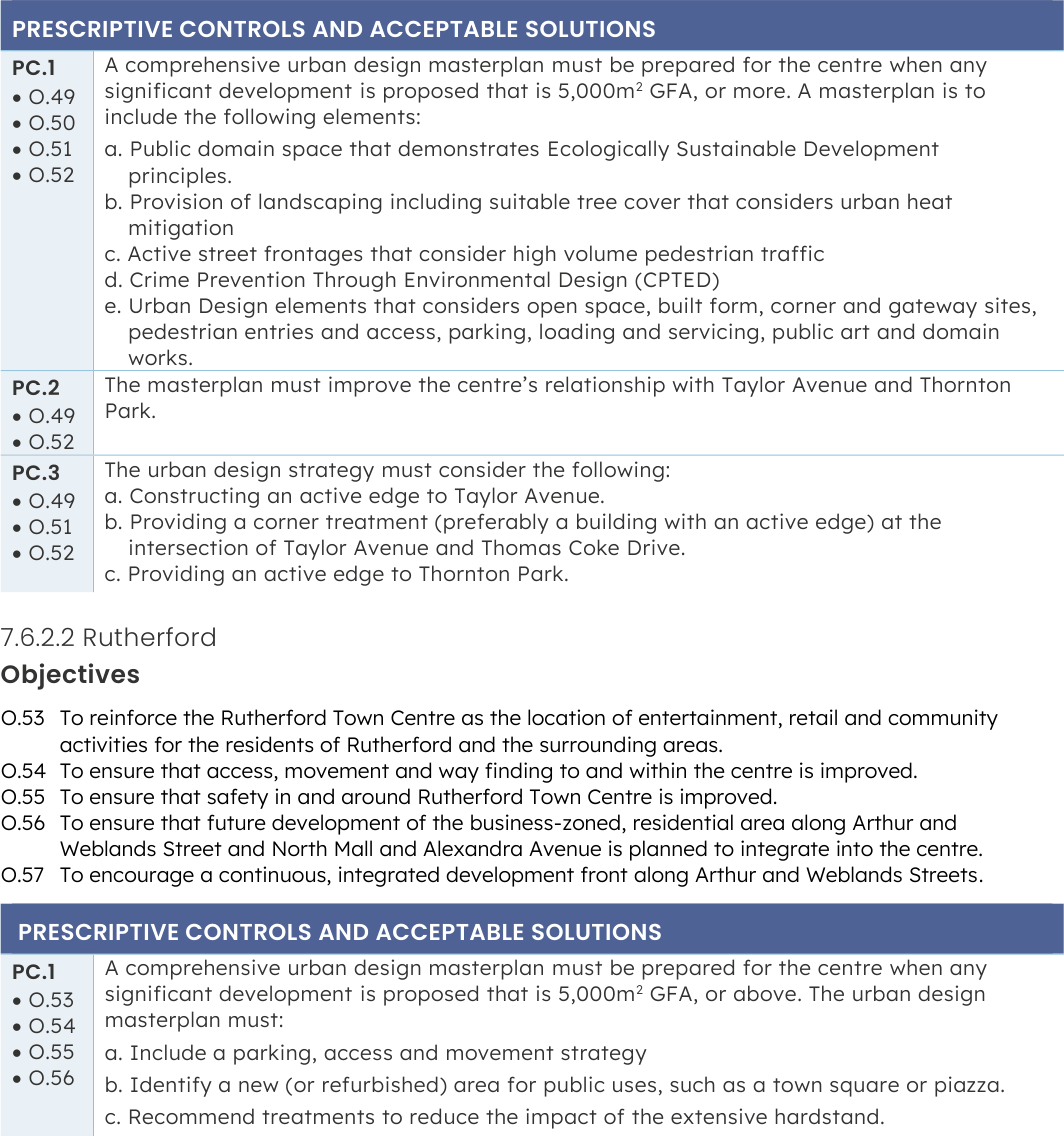 PRESCRIPTIVE CONTROLS AND ACCEPTABLE SOLUTIONS
PC.1
• O.49
• O.50
• O.51
• O.52
A comprehensive urban design masterplan must be prepared for the centre when any
significant development is proposed that is 5,000m² GFA, or more. A masterplan is to
include the following elements:
a. Public domain space that demonstrates Ecologically Sustainable Development
principles.
b. Provision of landscaping including suitable tree cover that considers urban heat
mitigation
c. Active street frontages that consider high volume pedestrian traffic
d. Crime Prevention Through Environmental Design (CPTED)
e. Urban Design elements that considers open space, built form, corner and gateway sites,
pedestrian entries and access, parking, loading and servicing, public art and domain
works.
PC.2
• O.49
• O.52
The masterplan must improve the centre’s relationship with Taylor Avenue and Thornton
Park.
PC.3
• O.49
• O.51
• O.52
The urban design strategy must consider the following:
a. Constructing an active edge to Taylor Avenue.
b. Providing a corner treatment (preferably a building with an active edge) at the
intersection of Taylor Avenue and Thomas Coke Drive.
c. Providing an active edge to Thornton Park.
7.6.2.2 Rutherford
Objectives
O.53 To reinforce the Rutherford Town Centre as the location of entertainment, retail and community
activities for the residents of Rutherford and the surrounding areas.
O.54 To ensure that access, movement and way finding to and within the centre is improved.
O.55 To ensure that safety in and around Rutherford Town Centre is improved.
O.56 To ensure that future development of the business-zoned, residential area along Arthur and
Weblands Street and North Mall and Alexandra Avenue is planned to integrate into the centre.
O.57 To encourage a continuous, integrated development front along Arthur and Weblands Streets.
PRESCRIPTIVE CONTROLS AND ACCEPTABLE SOLUTIONS
PC.1
• O.53
• O.54
• O.55
• O.56
A comprehensive urban design masterplan must be prepared for the centre when any
significant development is proposed that is 5,000m² GFA, or above. The urban design
masterplan must:
a. Include a parking, access and movement strategy
b. Identify a new (or refurbished) area for public uses, such as a town square or piazza.
c. Recommend treatments to reduce the impact of the extensive hardstand.